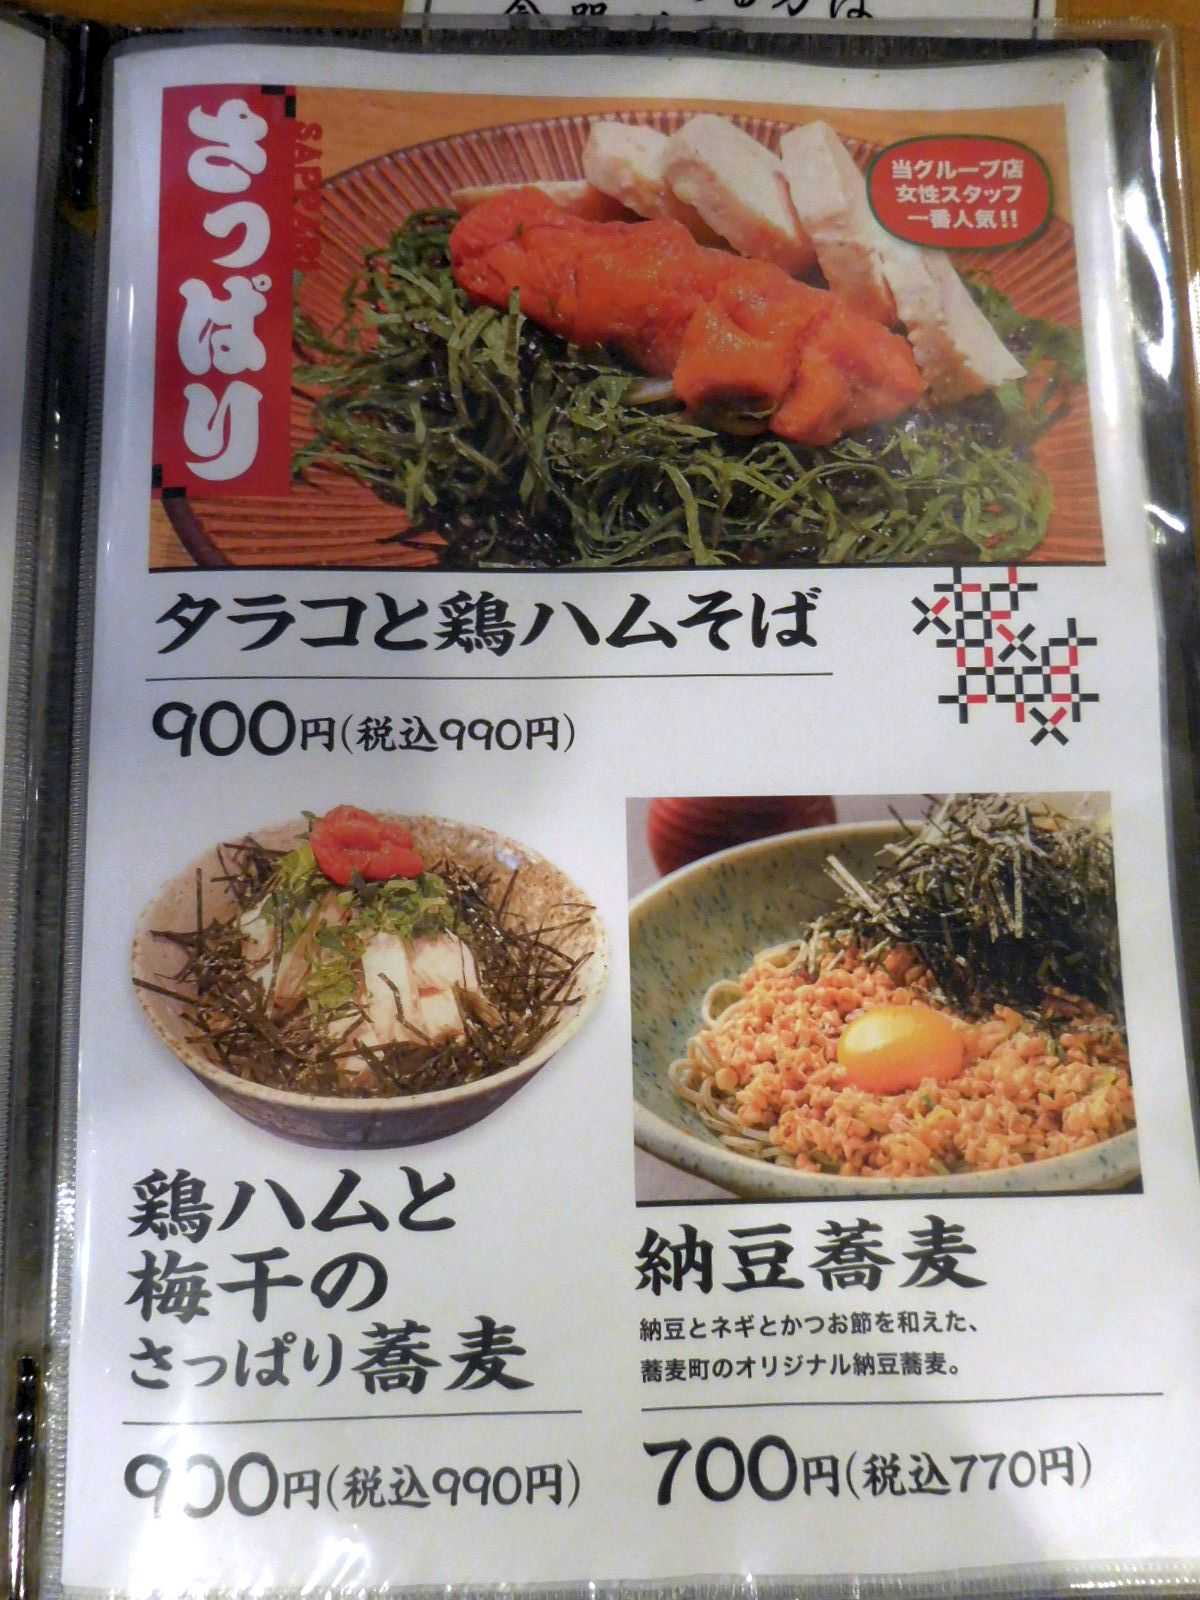 さっぱり
当グループ店
女性スタッフ
一番人気!!
タラコと鶏ハムそば
900円(税込990円)
鶏ハムと
梅干の
さっぱり蕎麦
900円(税込990円)
納豆蕎麦
納豆とネギとかつお節を和えた、
蕎麦町のオリジナル納豆蕎麦。
700円(税込770円)